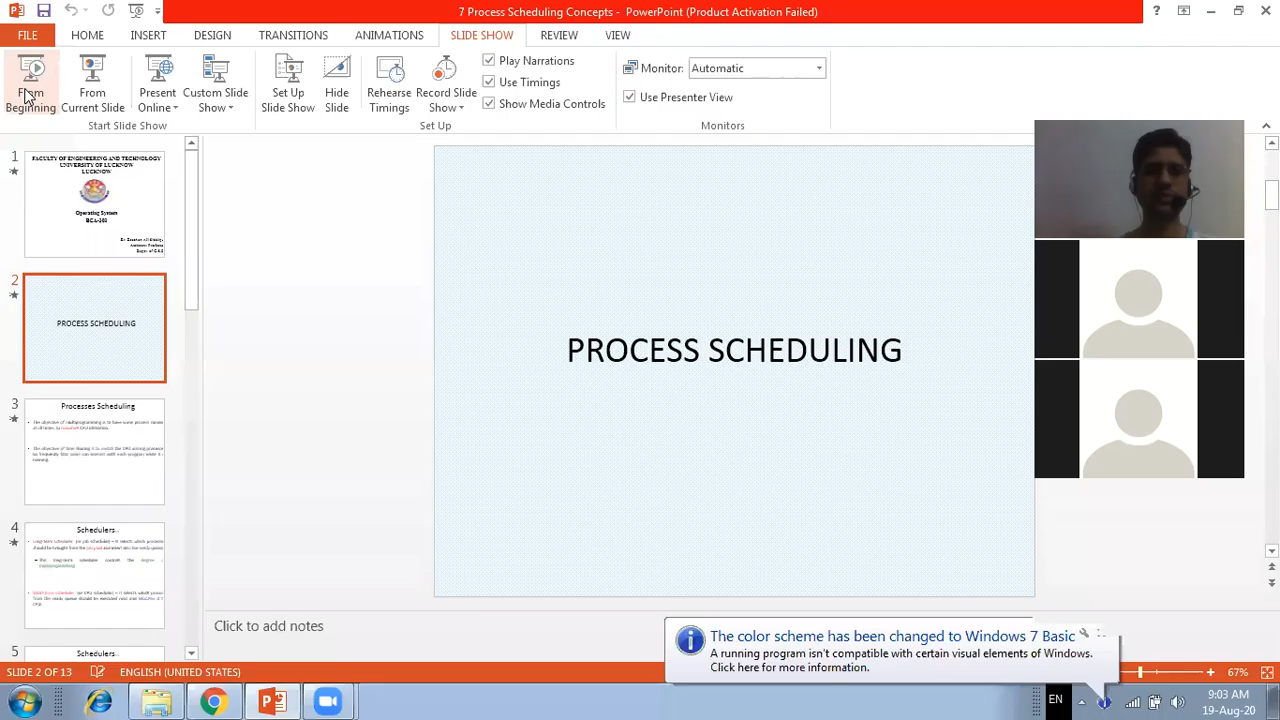 7 Process Scheduling Concepts - PowerPoint (Product Activation Failed)
FILE HOME INSERT DESIGN TRANSITIONS ANIMATIONS SLIDE SHOW REVIEW VIEW
From Beginning
From Current Slide
Present Online
Custom Slide Show
Set Up Slide Show
Hide Slide
Rehearse Timings
Record Slide Show
Play Narrations
Use Timings
Show Media Controls
Monitor: Automatic
Use Presenter View
Start Slide Show
Set Up
Monitors
1
FACULTY OF ENGINEERING AND TECHNOLOGY
UNIVERSITY OF LUCKNOW
LUCKNOW
Operating System
2
PROCESS SCHEDULING
3
Processes Scheduling
4
Schedulers
5
Schedulers
PROCESS SCHEDULING
Click to add notes
The color scheme has been changed to Windows 7 Basic
A running program isn't compatible with certain visual elements of Windows.
Click here for more information.
SLIDE 2 OF 13 ENGLISH (UNITED STATES) 67%
EN
9:03 AM
19-Aug-20